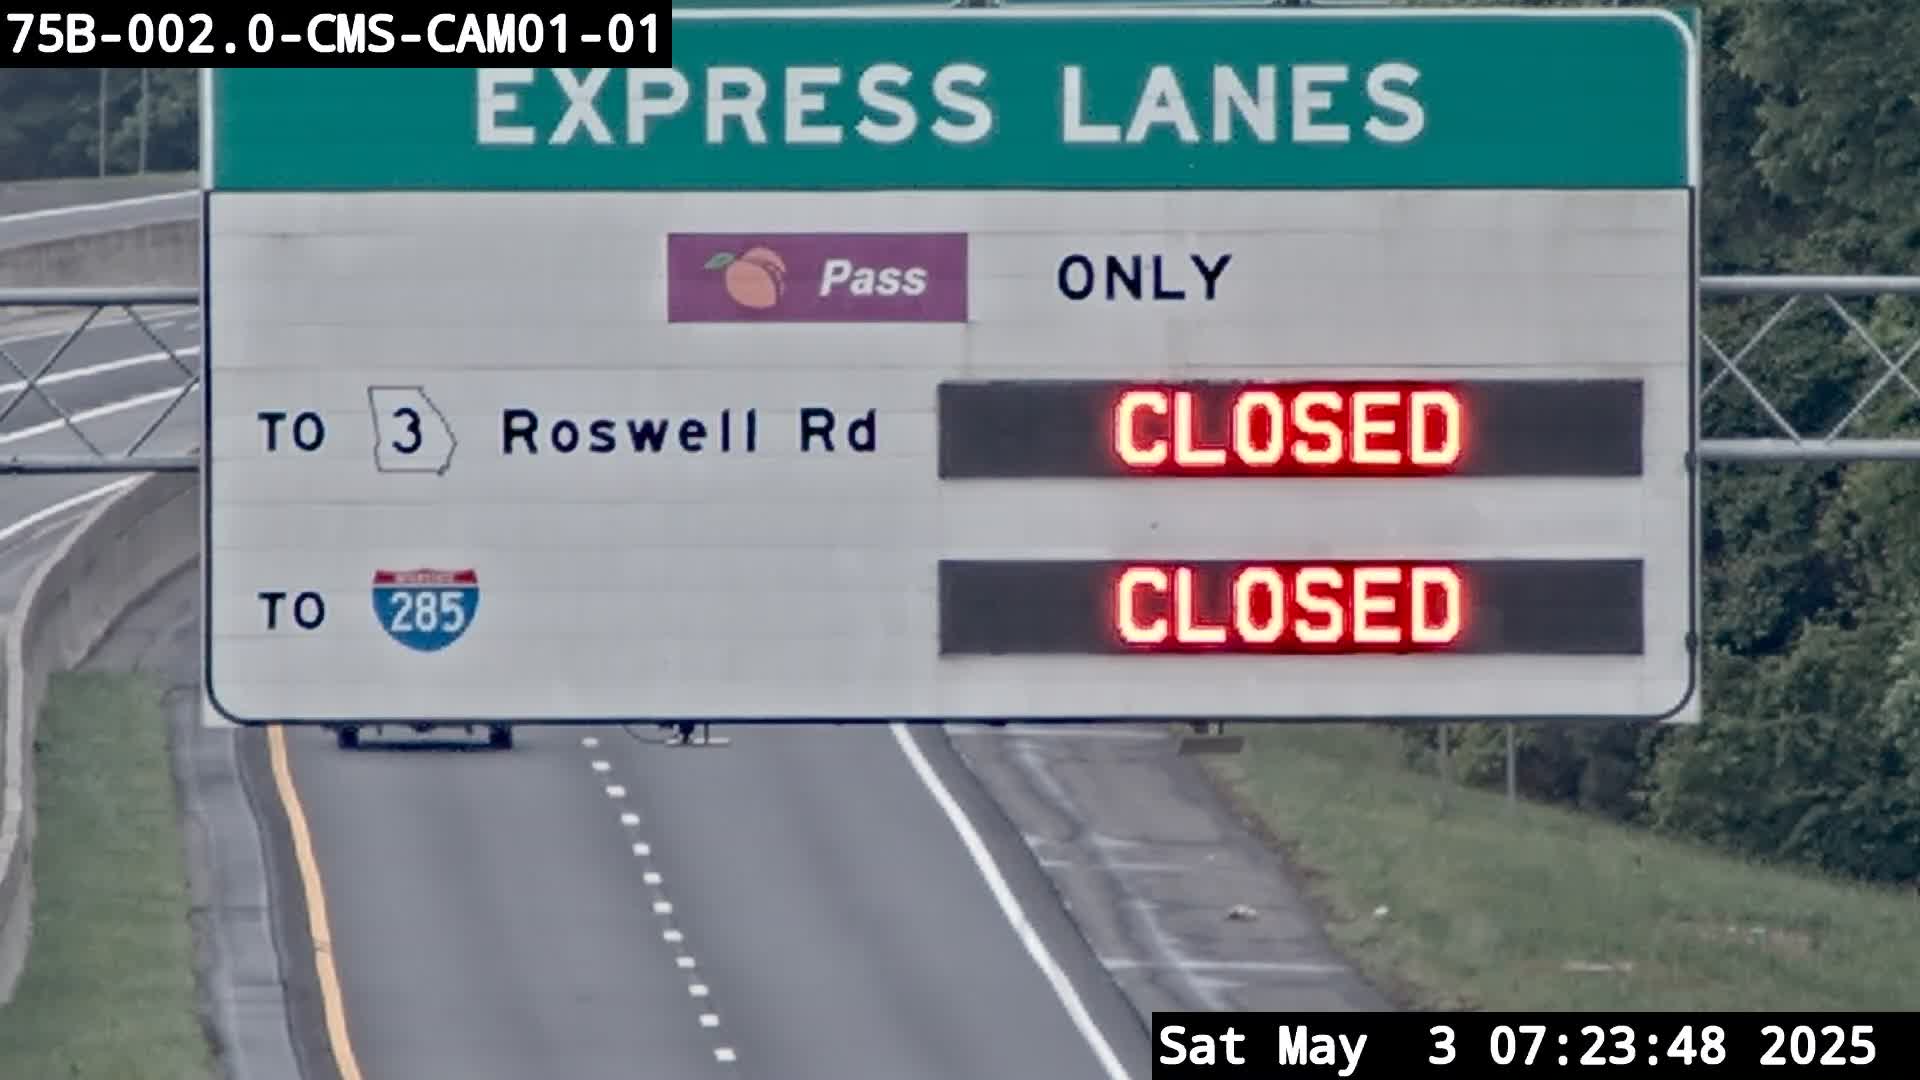 75B-002.0-CMS-CAM01-01
EXPRESS LANES
Pass ONLY
TO 3 Roswell Rd CLOSED
TO 285 CLOSED
Sat May 3 07:23:48 2025